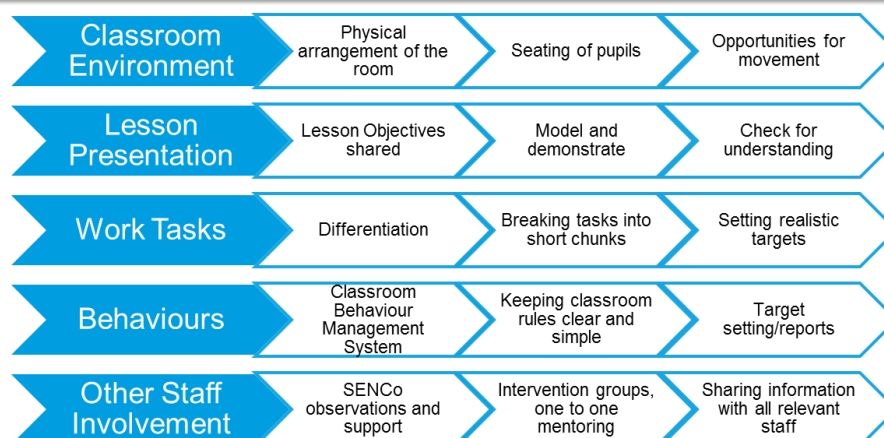 Classroom
Environment
Physical
arrangement of the
room
Seating of pupils
Opportunities for
movement
Lesson
Presentation
Lesson Objectives
shared
Model and
demonstrate
Check for
understanding
Work Tasks
Differentiation
Breaking tasks into
short chunks
Setting realistic
targets
Behaviours
Classroom
Behaviour
Management
System
Keeping classroom
rules clear and
simple
Target
setting/reports
Other Staff
Involvement
SENCo
observations and
support
Intervention groups,
one to one
mentoring
Sharing information
with all relevant
staff